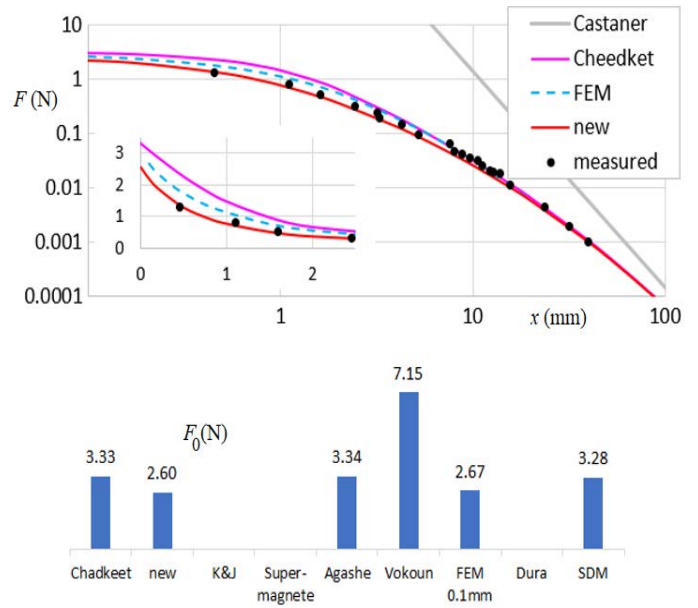 10
1
0.1
0.01
0.001
0.0001
F (N)
Castaner
Cheedket
FEM
new
measured
3
2
1
0
0 1 2
1 10 100
x (mm)
F0(N)
3.33
2.60
3.34
7.15
2.67
3.28
Chadkeet new K&J Super- Agashe Vokoun FEM Dura SDM
magnete 0.1mm